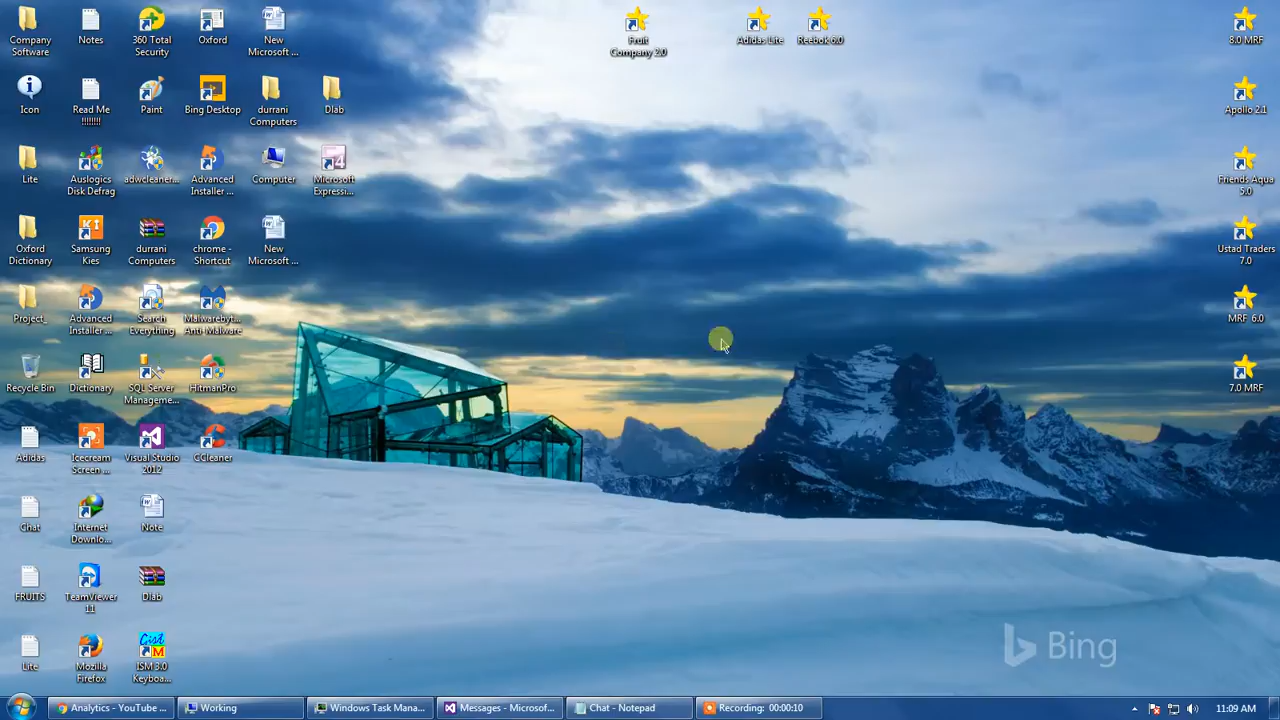 Company
Software
Notes
360 Total
Security
Oxford
New
Microsoft ...
Fruit
Company 2.0
Adidas Lite
Reebok 6.0
8.0 MRF
Icon
Read Me
!!!!!!!!
Paint
Bing Desktop
durrani
Computers
Dlab
Apollo 2.1
Lite
Auslogics
Disk Defrag
adwcleaner...
Advanced
Installer ...
Computer
Microsoft
Expressi...
Friends Aqua
5.0
Oxford
Dictionary
Samsung
Kies
durrani
Computers
chrome -
Shortcut
New
Microsoft ...
Ustad Traders
7.0
Project_
Advanced
Installer ...
Search
Everything
Malwarebyt...
Anti-Malware
MRF 6.0
Recycle Bin
Dictionary
SQL Server
Manageme...
HitmanPro
7.0 MRF
Adidas
Icecream
Screen ...
Visual Studio
2012
CCleaner
Chat
Internet
Downlo...
Note
FRUITS
TeamViewer
11
Dlab
Lite
Mozilla
Firefox
ISM 3.0
Keyboa...
Bing
Analytics - YouTube ...
Working
Windows Task Mana...
Messages - Microsof...
Chat - Notepad
Recording: 00:00:10
11:09 AM